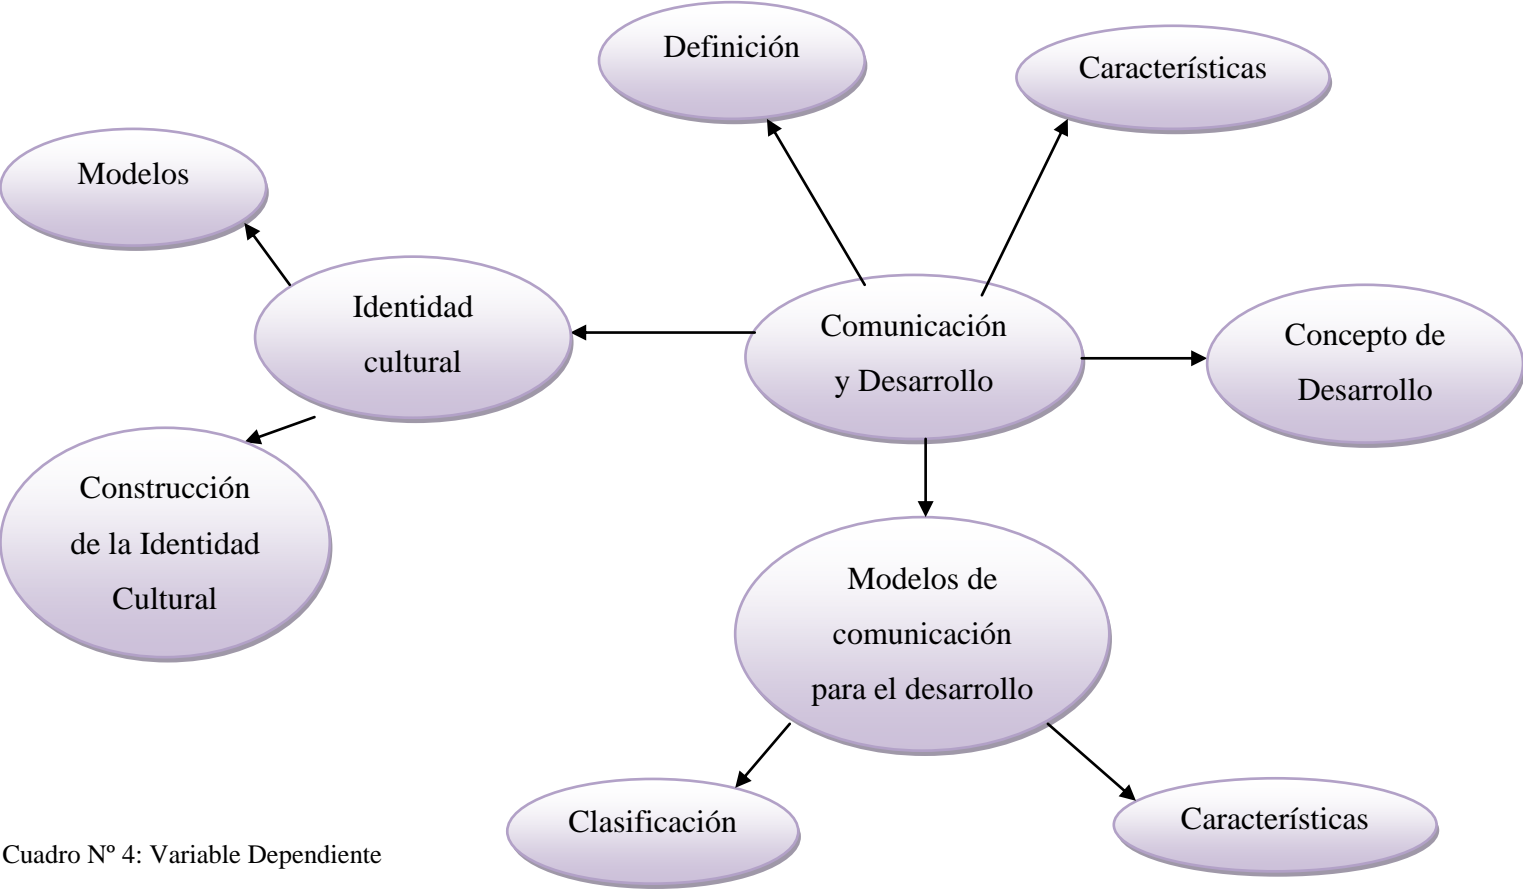 Definición
Características
Modelos
Identidad
cultural
Comunicación
y Desarrollo
Concepto de
Desarrollo
Construcción
de la Identidad
Cultural
Modelos de
comunicación
para el desarrollo
Clasificación
Características
Cuadro Nº 4: Variable Dependiente